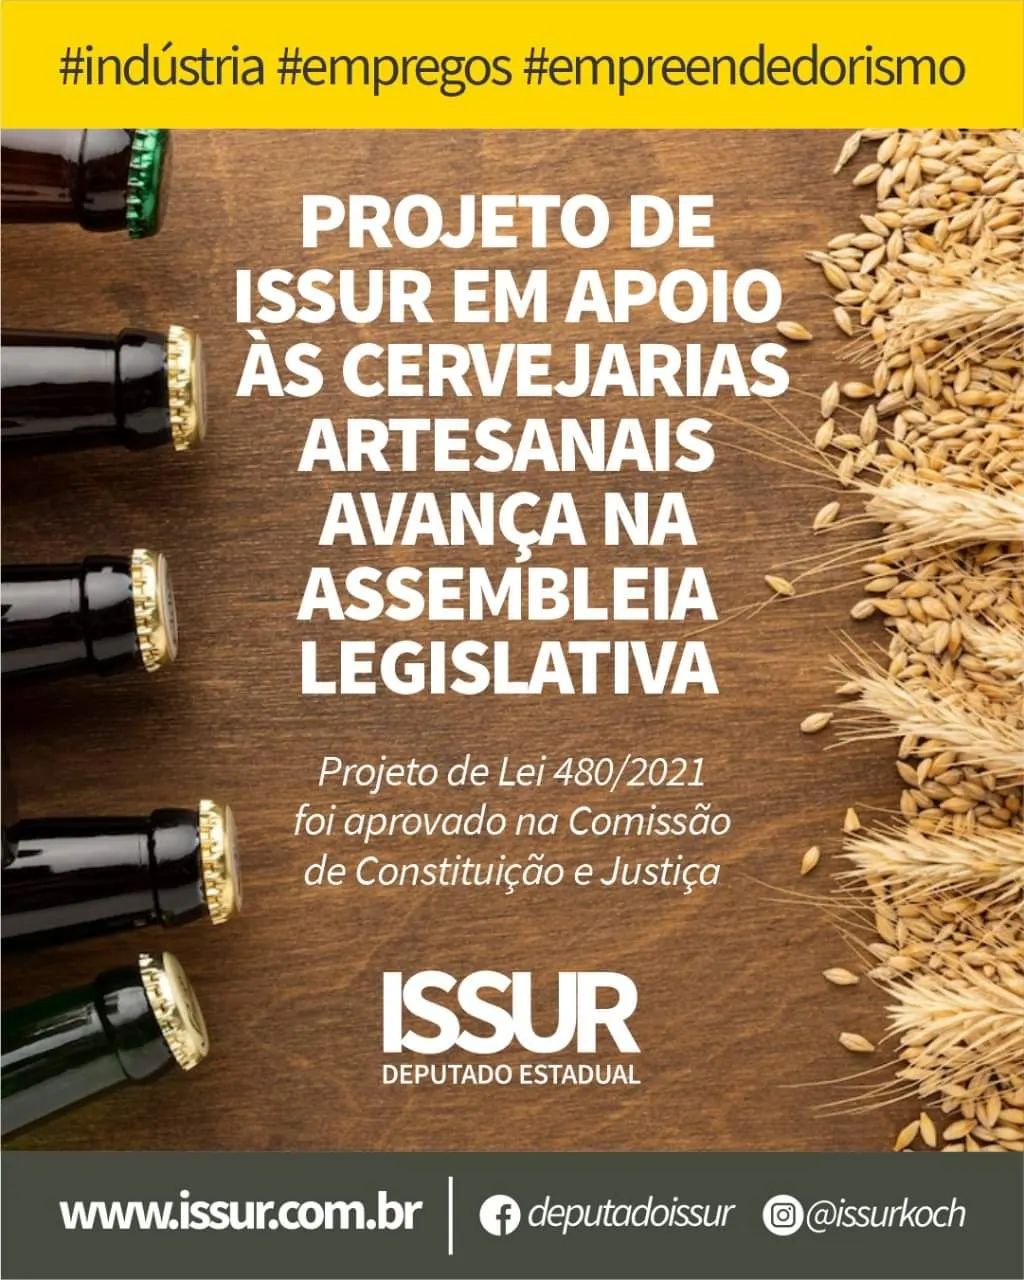 #indústria #empregos #empreendedorismo
PROJETO DE
ISSUR EM APOIO
ÀS CERVEJARIAS
ARTESANAIS
AVANÇA NA
ASSEMBLEIA
LEGISLATIVA
Projeto de Lei 480/2021
foi aprovado na Comissão
de Constituição e Justiça
ISSUR
DEPUTADO ESTADUAL
www.issur.com.br | deputadoissur @issurkoch